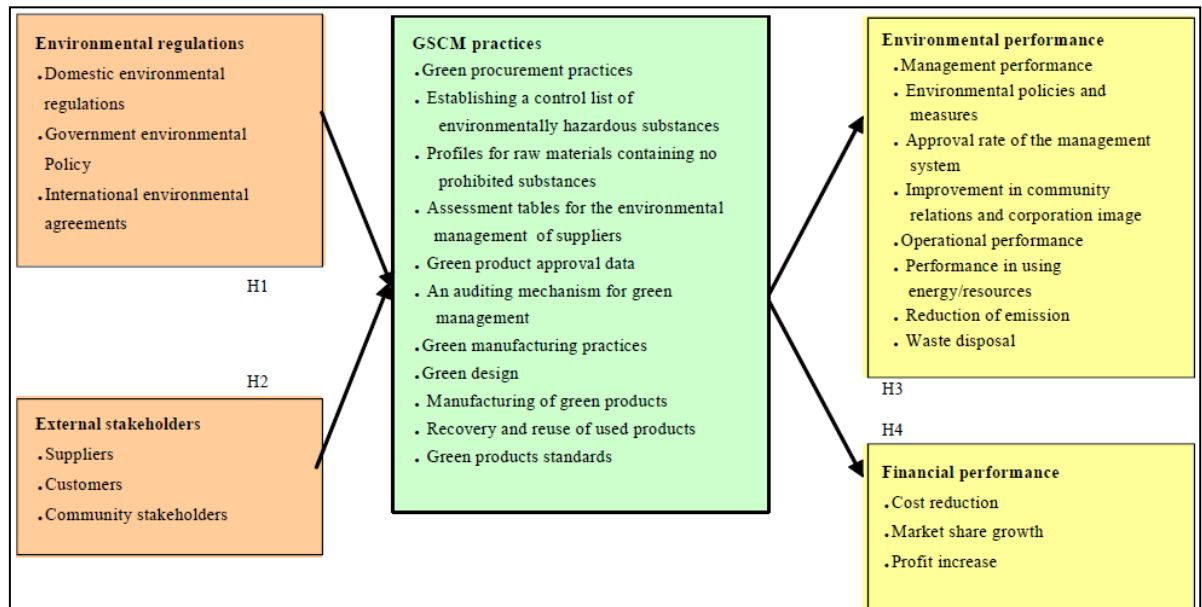 Environmental regulations
.Domestic environmental
regulations
.Government environmental
Policy
.International environmental
agreements
H1
H2
External stakeholders
.Suppliers
.Customers
.Community stakeholders
GSCM practices
.Green procurement practices
. Establishing a control list of
environmentally hazardous substances
. Profiles for raw materials containing no
prohibited substances
. Assessment tables for the environmental
management of suppliers
. Green product approval data
. An auditing mechanism for green
management
.Green manufacturing practices
.Green design
. Manufacturing of green products
. Recovery and reuse of used products
. Green products standards
Environmental performance
.Management performance
. Environmental policies and
measures
. Approval rate of the management
system
. Improvement in community
relations and corporation image
.Operational performance
. Performance in using
energy/resources
. Reduction of emission
. Waste disposal
H3
H4
Financial performance
.Cost reduction
.Market share growth
.Profit increase